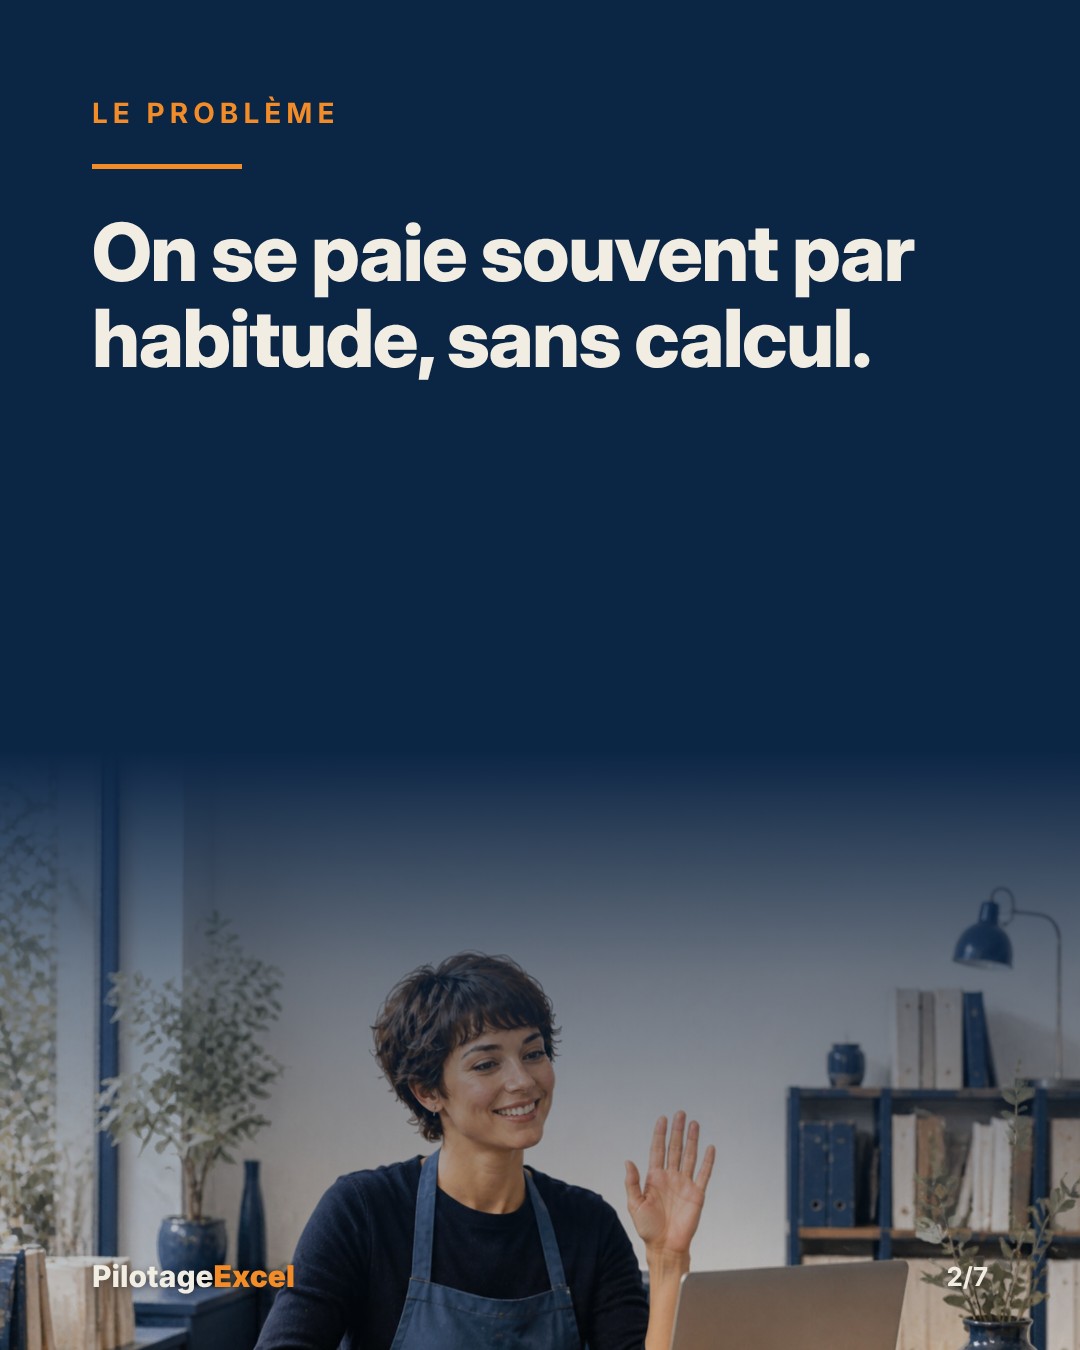 LE PROBLÈME
On se paie souvent par
habitude, sans calcul.
PilotageExcel
2/7